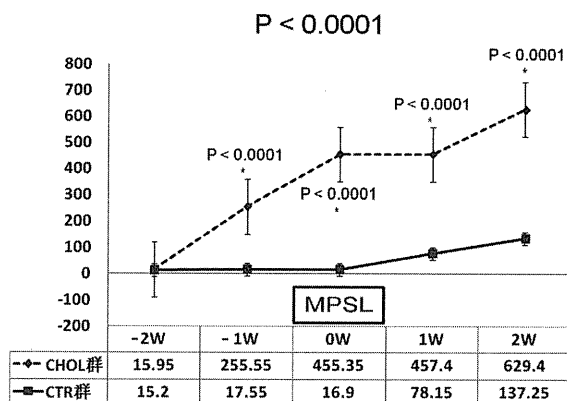 P < 0.0001
800
700
600
500
400
300
200
100
0
-100
-200
P < 0.0001
*
P < 0.0001
*
P < 0.0001
*
P < 0.0001
*
MPSL
−2W −1W 0W 1W 2W
CHOL群 15.95 255.55 455.35 457.4 629.4
CTR群 15.2 17.55 16.9 78.15 137.25